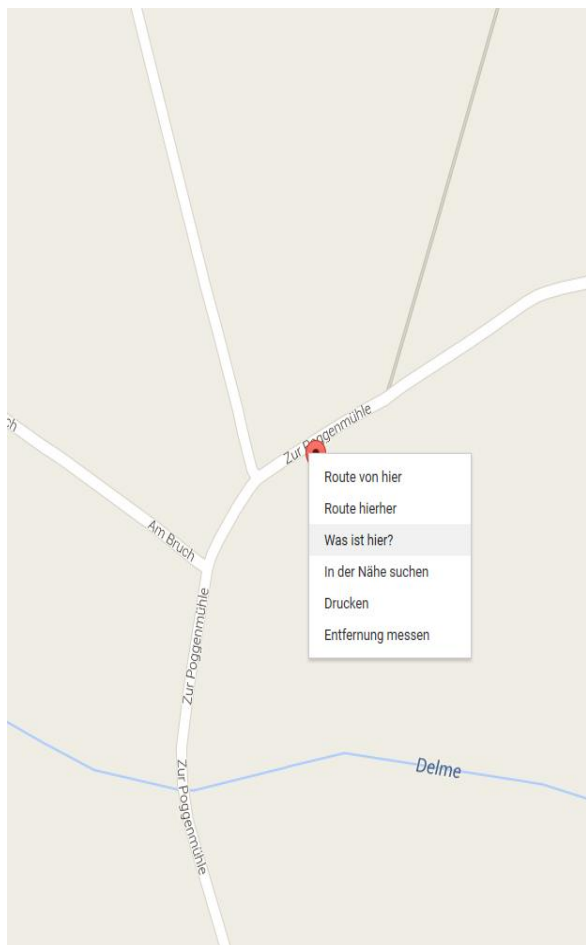 Zur Poggenmühle
ch
Route von hier
Route hierher
Was ist hier?
In der Nähe suchen
Drucken
Entfernung messen
Am Bruch
Zur Poggenmühle
Delme
Zur Poggenmühle